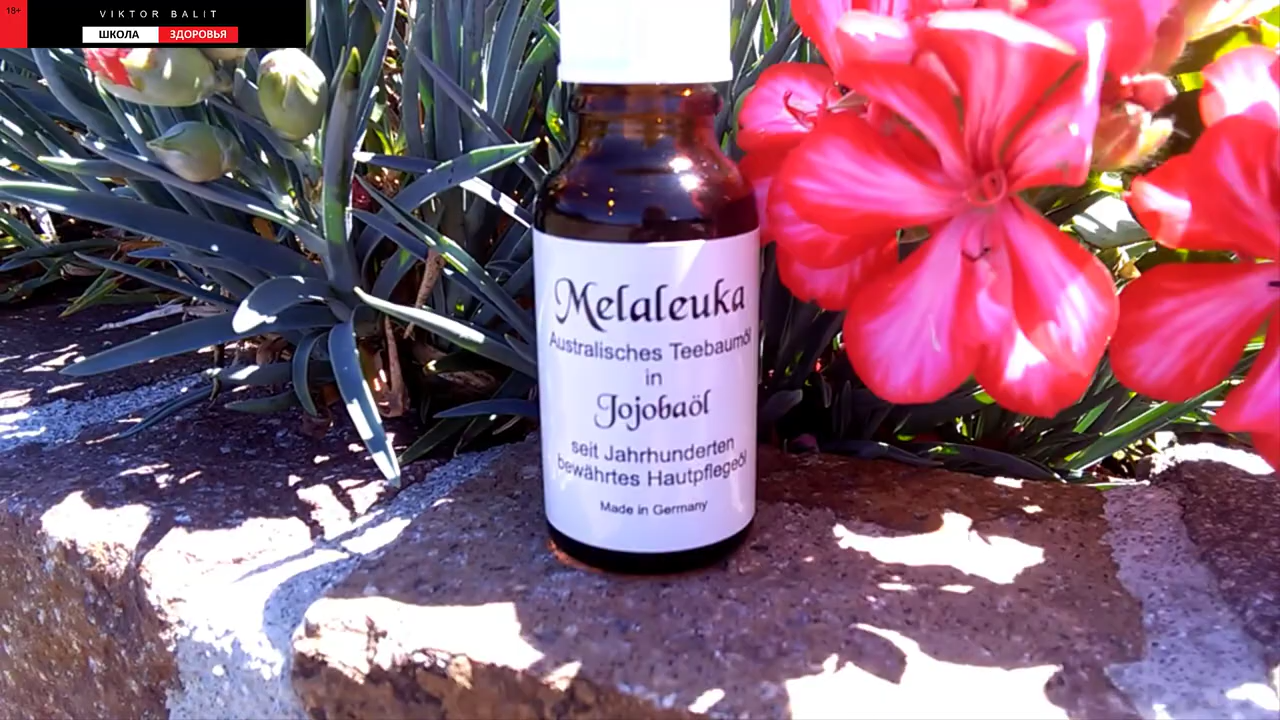 18+
VIKTOR BALIT
ШКОЛА ЗДОРОВЬЯ
Melaleuka
Australisches Teebaumöl
in
Jojobaöl
seit Jahrhunderten
bewährtes Hautpflegeöl
Made in Germany